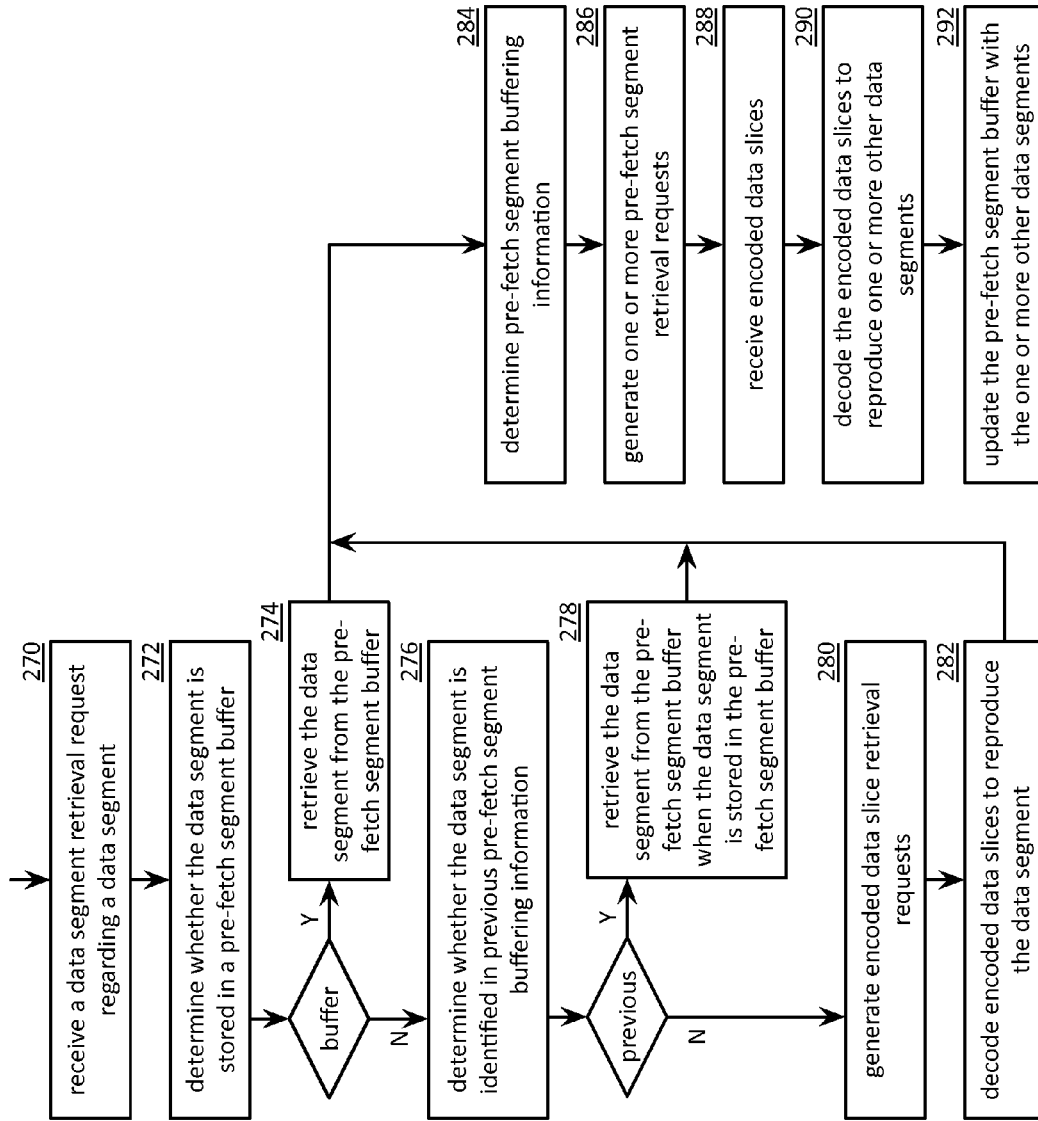 270
receive a data segment retrieval request
regarding a data segment
272
determine whether the data segment is
stored in a pre-fetch segment buffer
buffer
Y
N
274
retrieve the data
segment from the pre-
fetch segment buffer
276
determine whether the data segment is
identified in previous pre-fetch segment
buffering information
previous
Y
N
278
retrieve the data
segment from the pre-
fetch segment buffer
when the data segment
is stored in the pre-
fetch segment buffer
280
generate encoded data slice retrieval
requests
282
decode encoded data slices to reproduce
the data segment
284
determine pre-fetch segment buffering
information
286
generate one or more pre-fetch segment
retrieval requests
288
receive encoded data slices
290
decode the encoded data slices to
reproduce one or more other data
segments
292
update the pre-fetch segment buffer with
the one or more other data segments